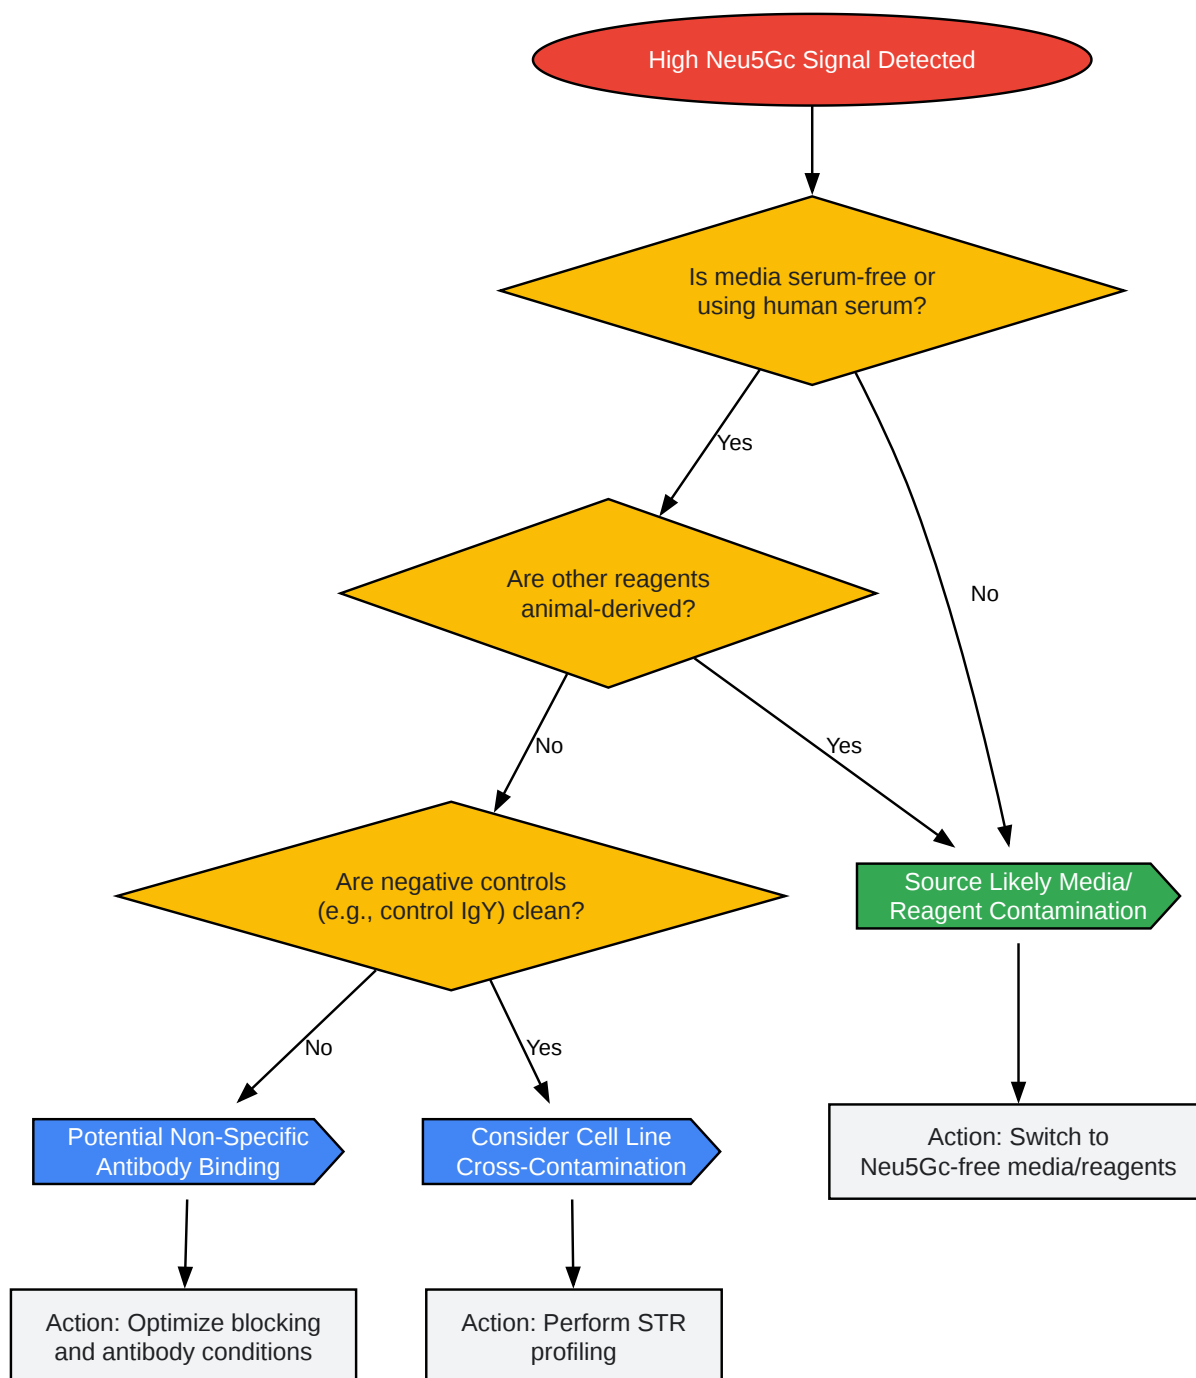 High Neu5Gc Signal Detected
Is media serum-free or
using human serum?
Yes
No
Are other reagents
animal-derived?
No
Yes
Are negative controls
(e.g., control IgY) clean?
Source Likely Media/
Reagent Contamination
No
Yes
Potential Non-Specific
Antibody Binding
Consider Cell Line
Cross-Contamination
Action: Switch to
Neu5Gc-free media/reagents
Action: Optimize blocking
and antibody conditions
Action: Perform STR
profiling